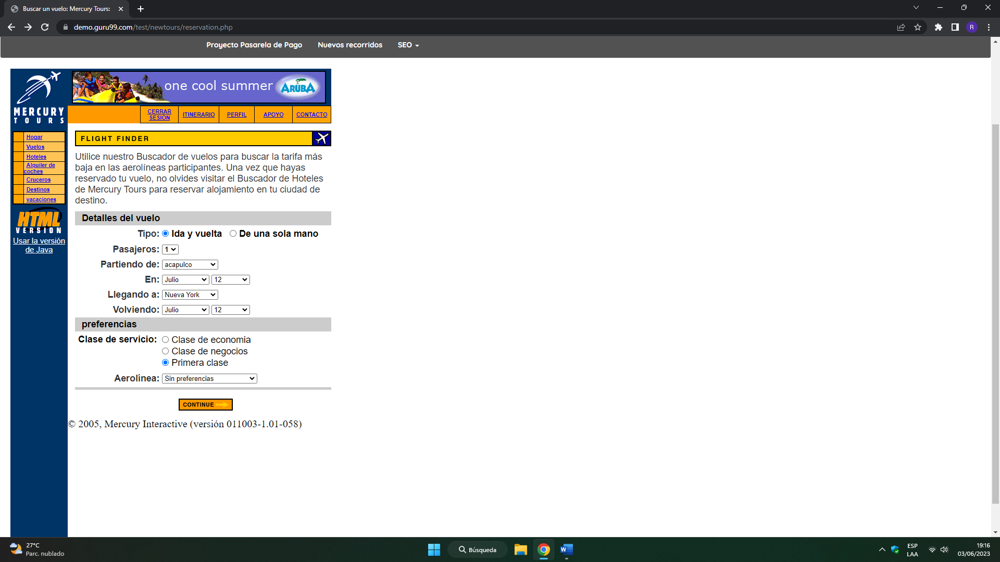 Buscar un vuelo: Mercury Tours:
demo.guru99.com/test/newtours/reservation.php
R
Proyecto Pasarela de Pago
Nuevos recorridos
SEO
MERCURY
TOURS
one cool summer
ARUBA
CERRAR
SESIÓN
ITINERARIO
PERFIL
APOYO
CONTACTO
Hogar
Vuelos
Hoteles
Alquiler de
coches
Cruceros
Destinos
vacaciones
HTML
VERSION
Usar la versión
de Java
FLIGHT FINDER
Utilice nuestro Buscador de vuelos para buscar la tarifa más
baja en las aerolíneas participantes. Una vez que hayas
reservado tu vuelo, no olvides visitar el Buscador de Hoteles
de Mercury Tours para reservar alojamiento en tu ciudad de
destino.
Detalles del vuelo
Tipo: Ida y vuelta De una sola mano
Pasajeros: 1
Partiendo de: acapulco
En: Julio 12
Llegando a: Nueva York
Volviendo: Julio 12
preferencias
Clase de servicio: Clase de economia
Clase de negocios
Primera clase
Aerolínea: Sin preferencias
CONTINUE
© 2005, Mercury Interactive (versión 011003-1.01-058)
27°C
Parc. nublado
Búsqueda
W
ESP
LAA
19:16
03/06/2023